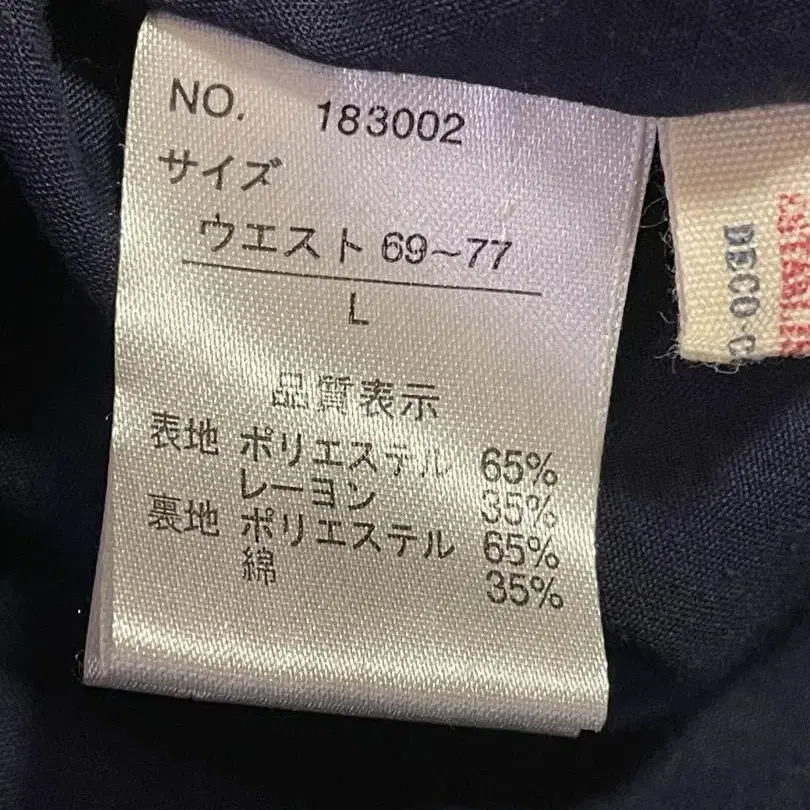 NO. 183002
サイズ
ウエスト 69~77
L
品質表示
表地 ポリエステル 65%
レーヨン 35%
裏地 ポリエステル 65%
綿 35%
DECO・